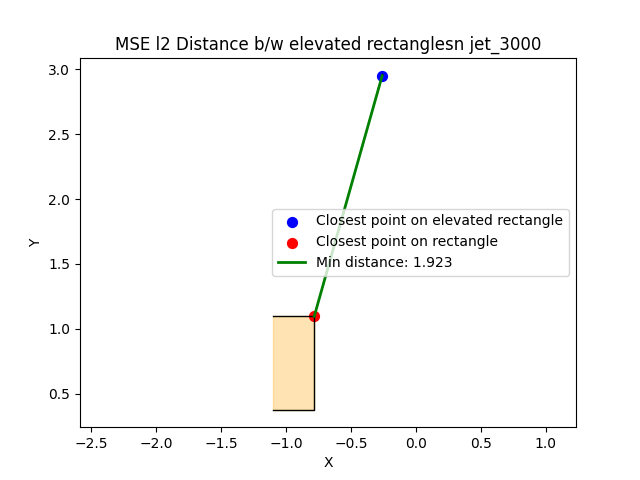 MSE l2 Distance b/w elevated rectanglesn jet_3000
Y
3.0
2.5
2.0
1.5
1.0
0.5
Closest point on elevated rectangle
Closest point on rectangle
Min distance: 1.923
−2.5 −2.0 −1.5 −1.0 −0.5 0.0 0.5 1.0
X